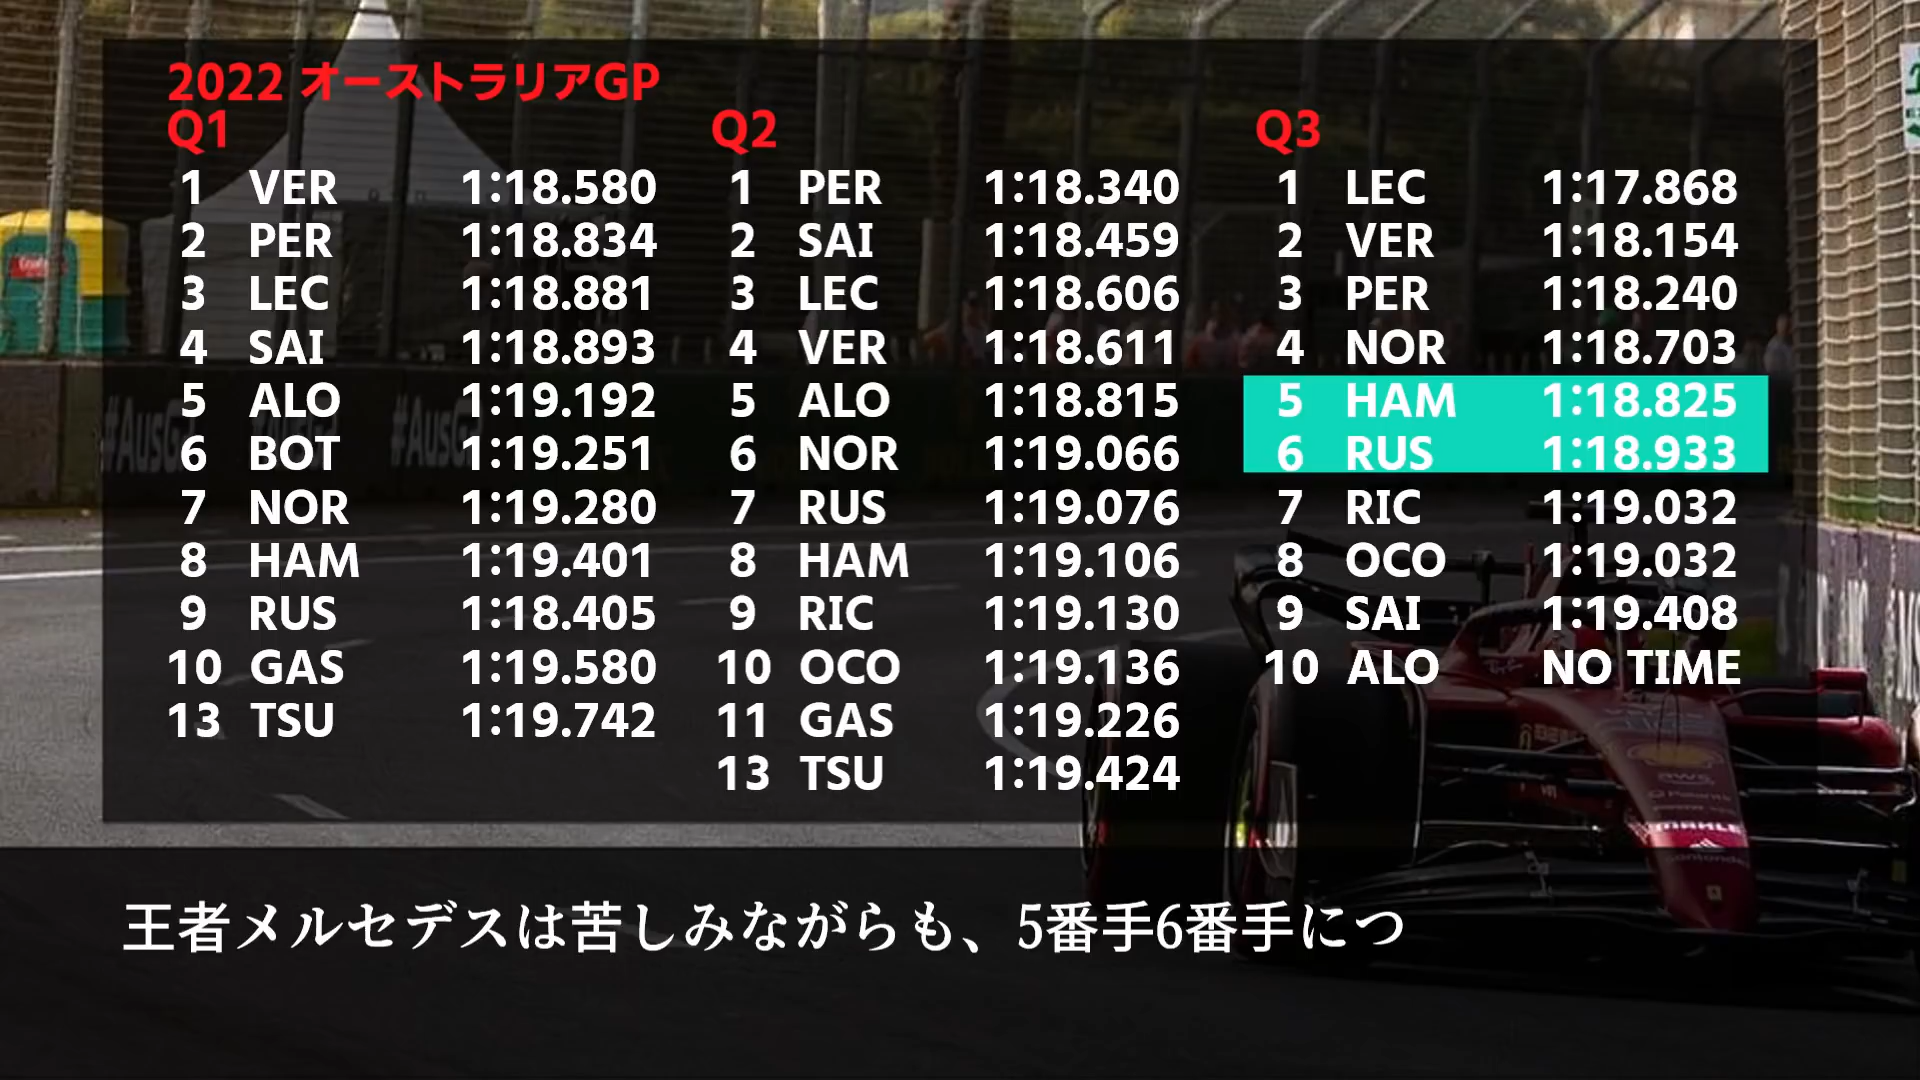 2022 オーストラリアGP
Q1
1 VER 1:18.580
2 PER 1:18.834
3 LEC 1:18.881
4 SAI 1:18.893
5 ALO 1:19.192
6 BOT 1:19.251
7 NOR 1:19.280
8 HAM 1:19.401
9 RUS 1:18.405
10 GAS 1:19.580
13 TSU 1:19.742
Q2
1 PER 1:18.340
2 SAI 1:18.459
3 LEC 1:18.606
4 VER 1:18.611
5 ALO 1:18.815
6 NOR 1:19.066
7 RUS 1:19.076
8 HAM 1:19.106
9 RIC 1:19.130
10 OCO 1:19.136
11 GAS 1:19.226
13 TSU 1:19.424
Q3
1 LEC 1:17.868
2 VER 1:18.154
3 PER 1:18.240
4 NOR 1:18.703
5 HAM 1:18.825
6 RUS 1:18.933
7 RIC 1:19.032
8 OCO 1:19.032
9 SAI 1:19.408
10 ALO NO TIME
王者メルセデスは苦しみながらも、5番手6番手につ
#AusG
#AusG
aws
MAHLE
santander